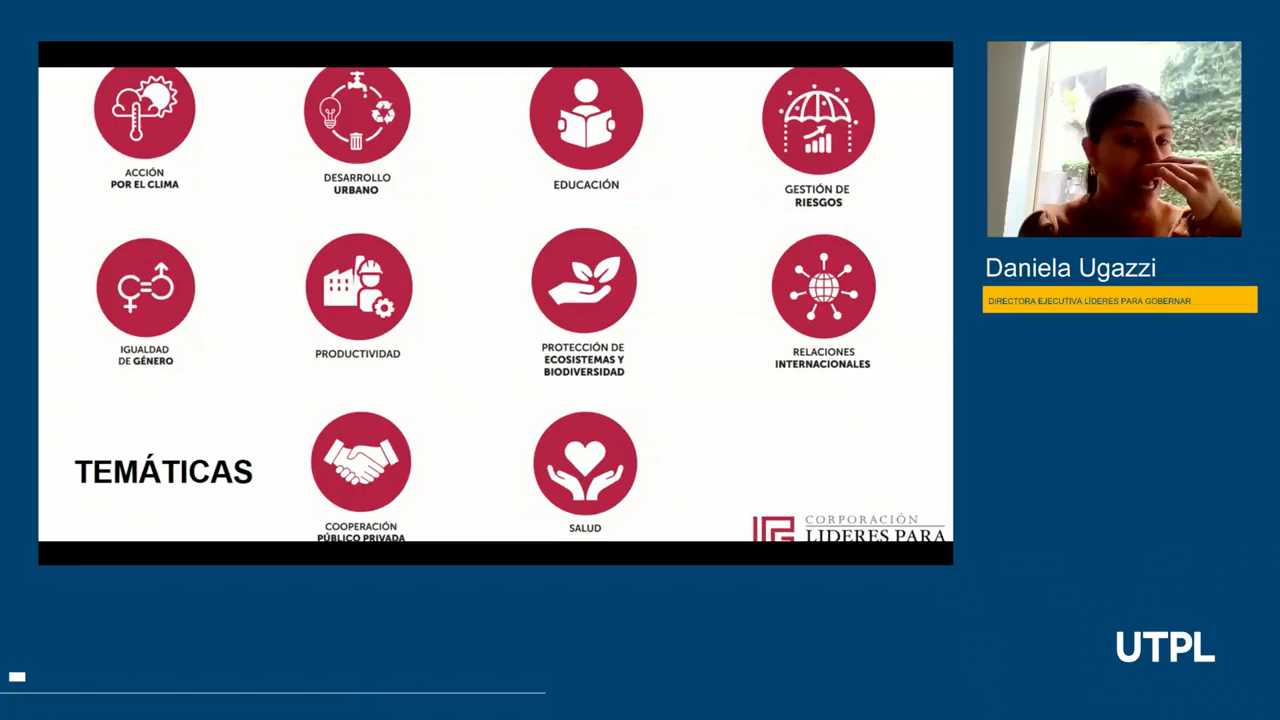 ACCIÓN
POR EL CLIMA
DESARROLLO
URBANO
EDUCACIÓN
GESTIÓN DE
RIESGOS
IGUALDAD
DE GÉNERO
PRODUCTIVIDAD
PROTECCIÓN DE
ECOSISTEMAS Y
BIODIVERSIDAD
RELACIONES
INTERNACIONALES
TEMÁTICAS
COOPERACIÓN
PÚBLICO PRIVADA
SALUD
CORPORACIÓN
LIDERES PARA
Daniela Ugazzi
DIRECTORA EJECUTIVA LÍDERES PARA GOBERNAR
UTPL